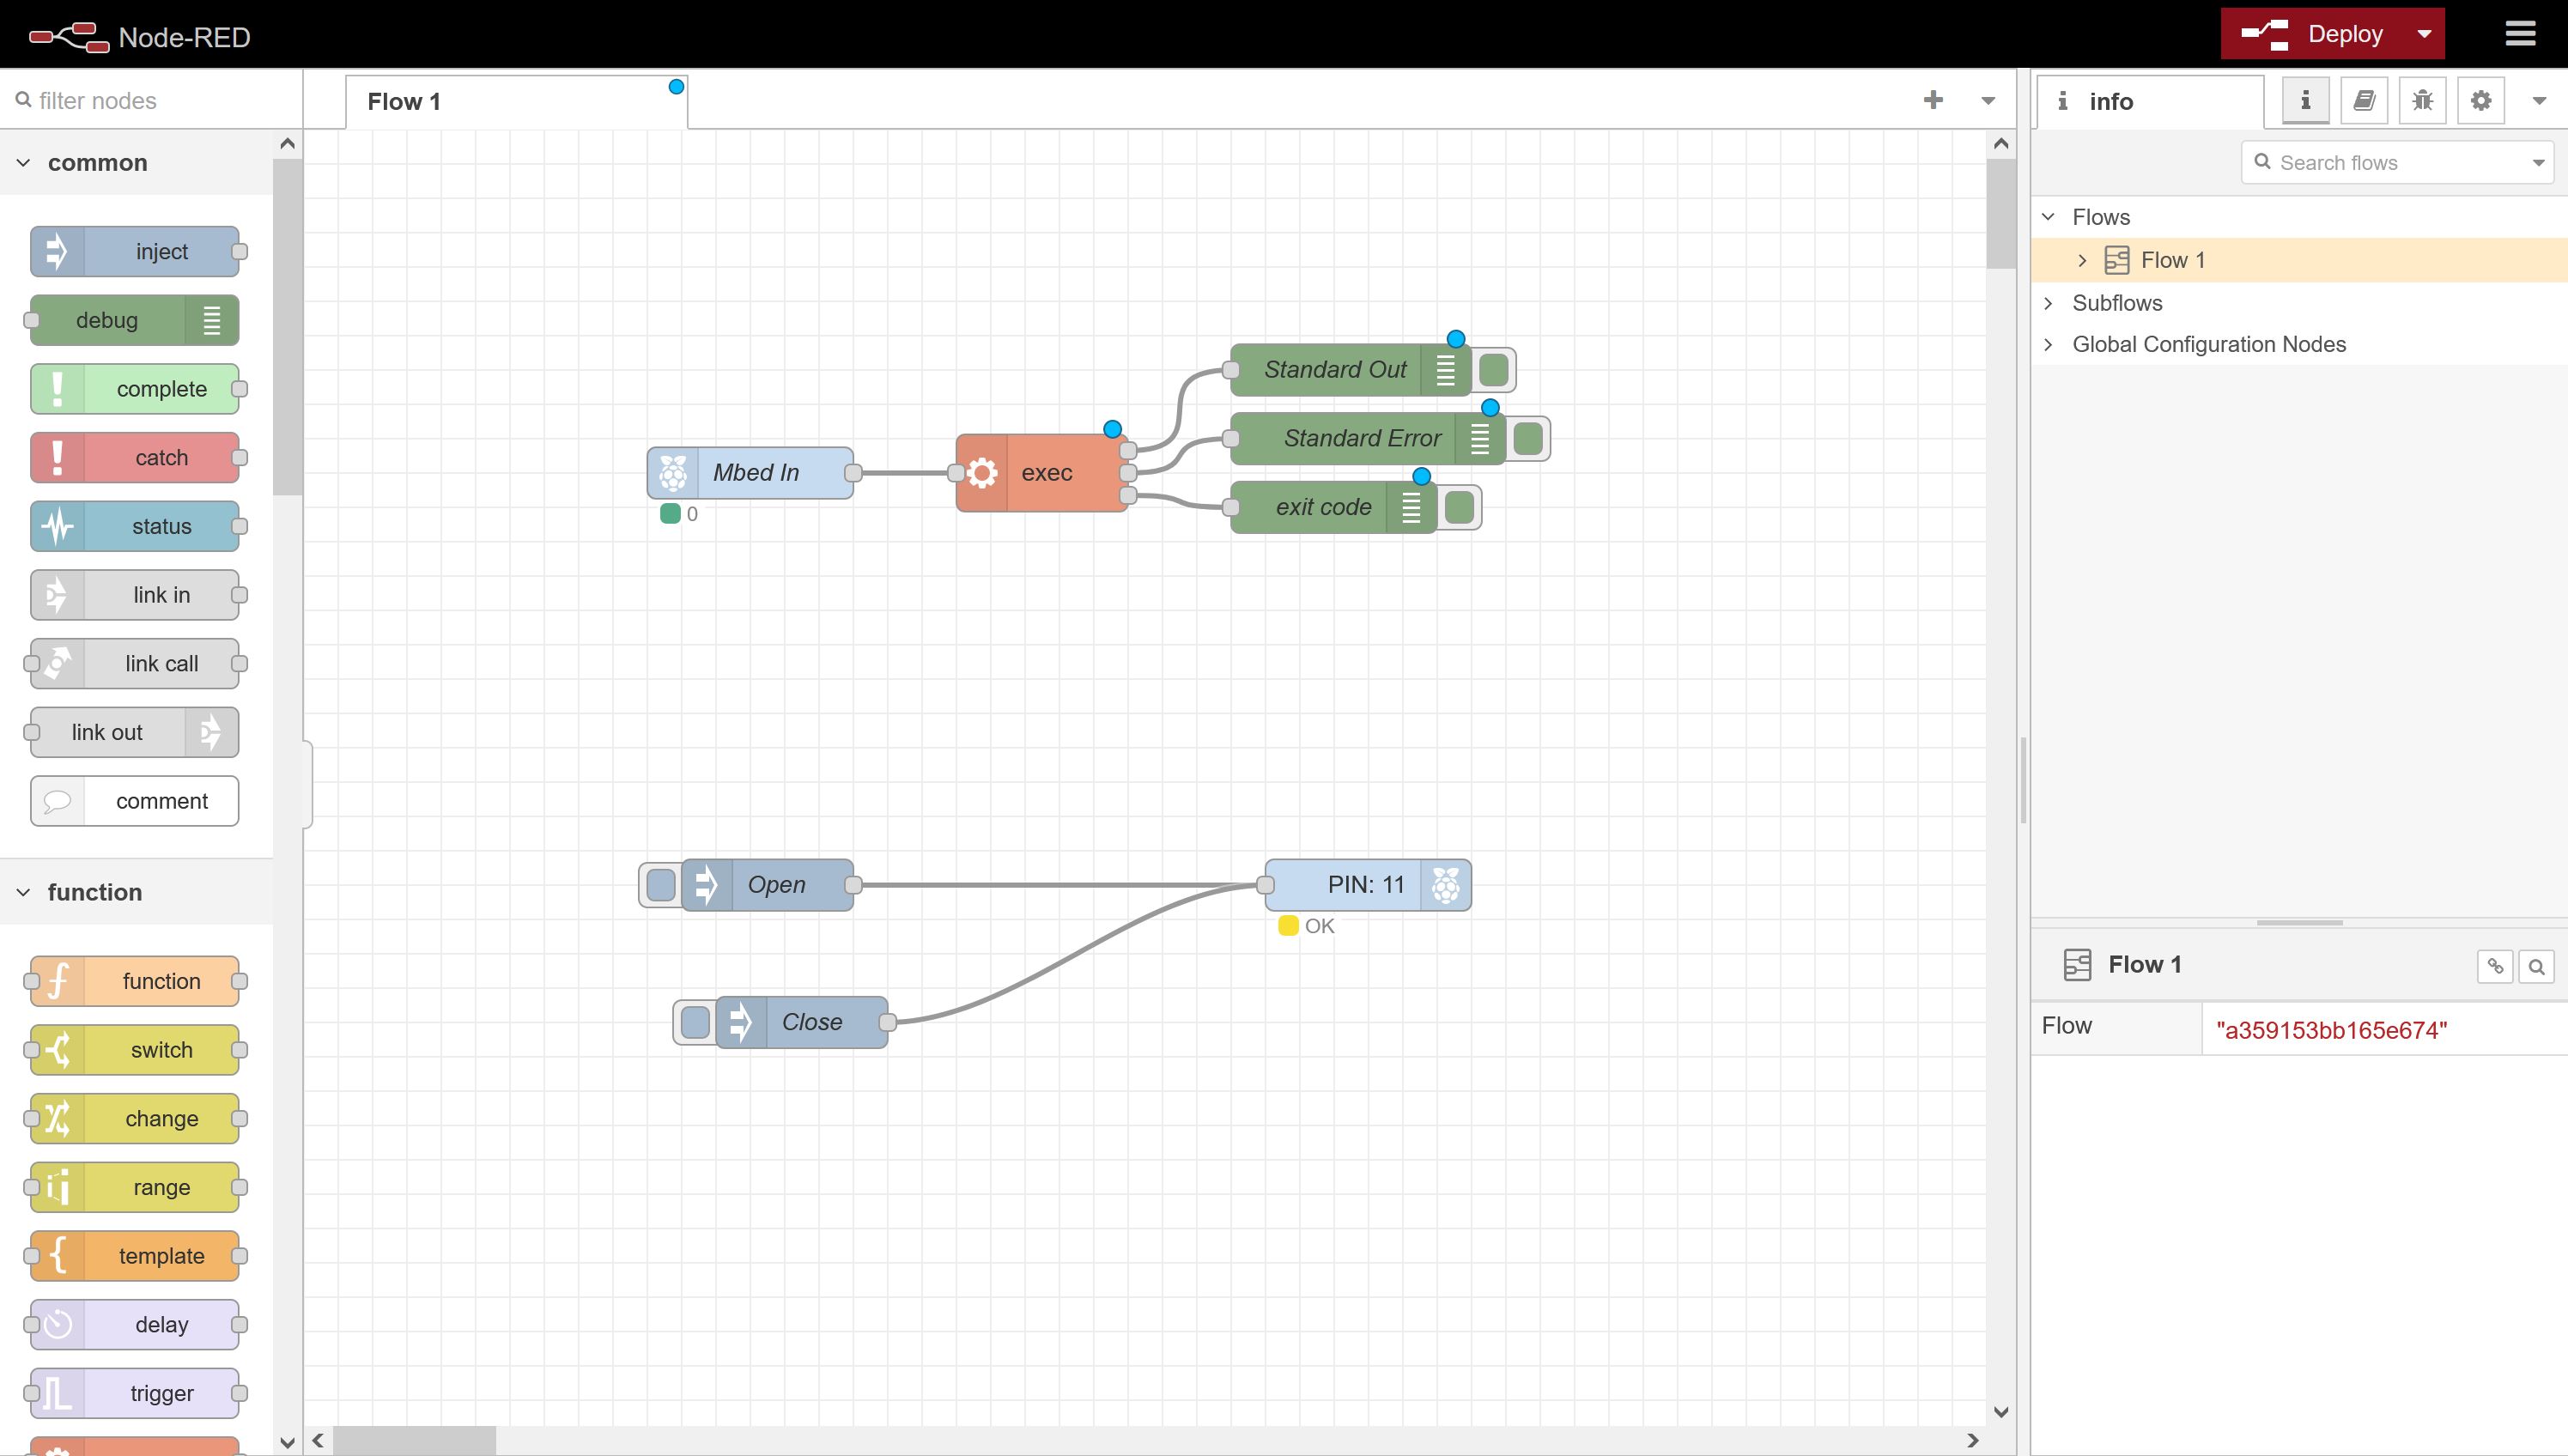 Node-RED
Deploy
filter nodes
Flow 1
info
common
Search flows
Flows
Flow 1
Subflows
Global Configuration Nodes
inject
debug
complete
catch
status
link in
link call
link out
comment
function
function
switch
change
range
template
delay
trigger
Standard Out
Standard Error
Mbed In
exec
exit code
0
Open
PIN: 11
OK
Close
Flow 1
Flow
"a359153bb165e674"